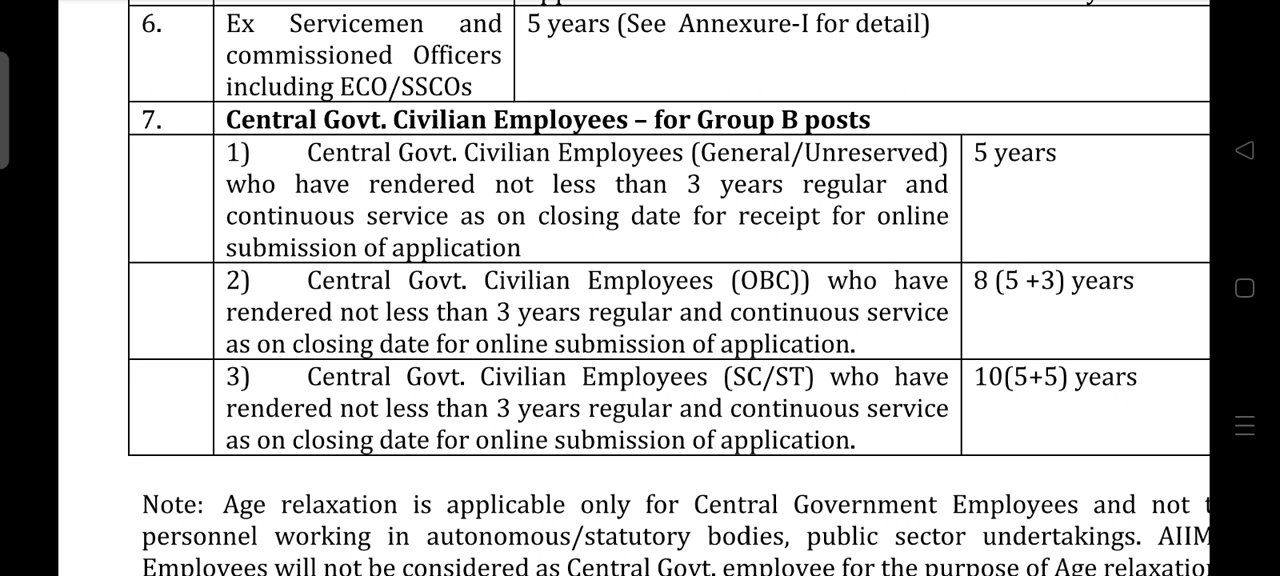 6.
Ex Servicemen and
commissioned Officers
including ECO/SSCOs
5 years (See Annexure-I for detail)
7.
Central Govt. Civilian Employees – for Group B posts
1) Central Govt. Civilian Employees (General/Unreserved)
who have rendered not less than 3 years regular and
continuous service as on closing date for receipt for online
submission of application
5 years
2) Central Govt. Civilian Employees (OBC)) who have
rendered not less than 3 years regular and continuous service
as on closing date for online submission of application.
8 (5 +3) years
3) Central Govt. Civilian Employees (SC/ST) who have
rendered not less than 3 years regular and continuous service
as on closing date for online submission of application.
10(5+5) years
Note: Age relaxation is applicable only for Central Government Employees and not
personnel working in autonomous/statutory bodies, public sector undertakings. AIIM
Employees will not be considered as Central Govt. employee for the purpose of Age relaxatio